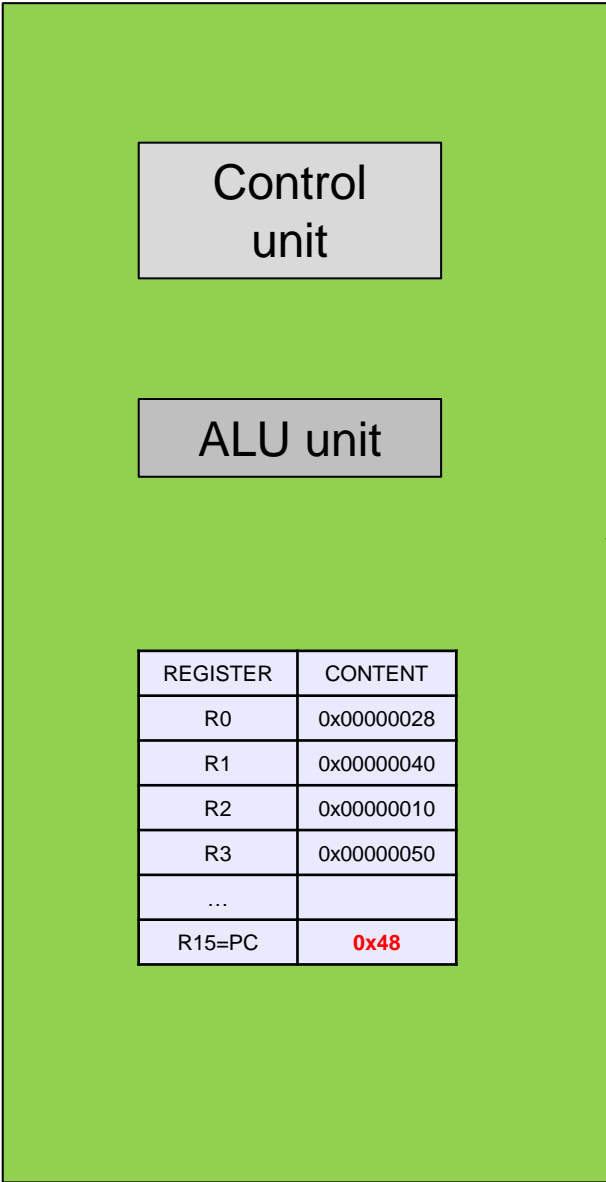 Control
unit
ALU unit
REGISTER CONTENT
R0 0x00000028
R1 0x00000040
R2 0x00000010
R3 0x00000050
…
R15=PC 0x48